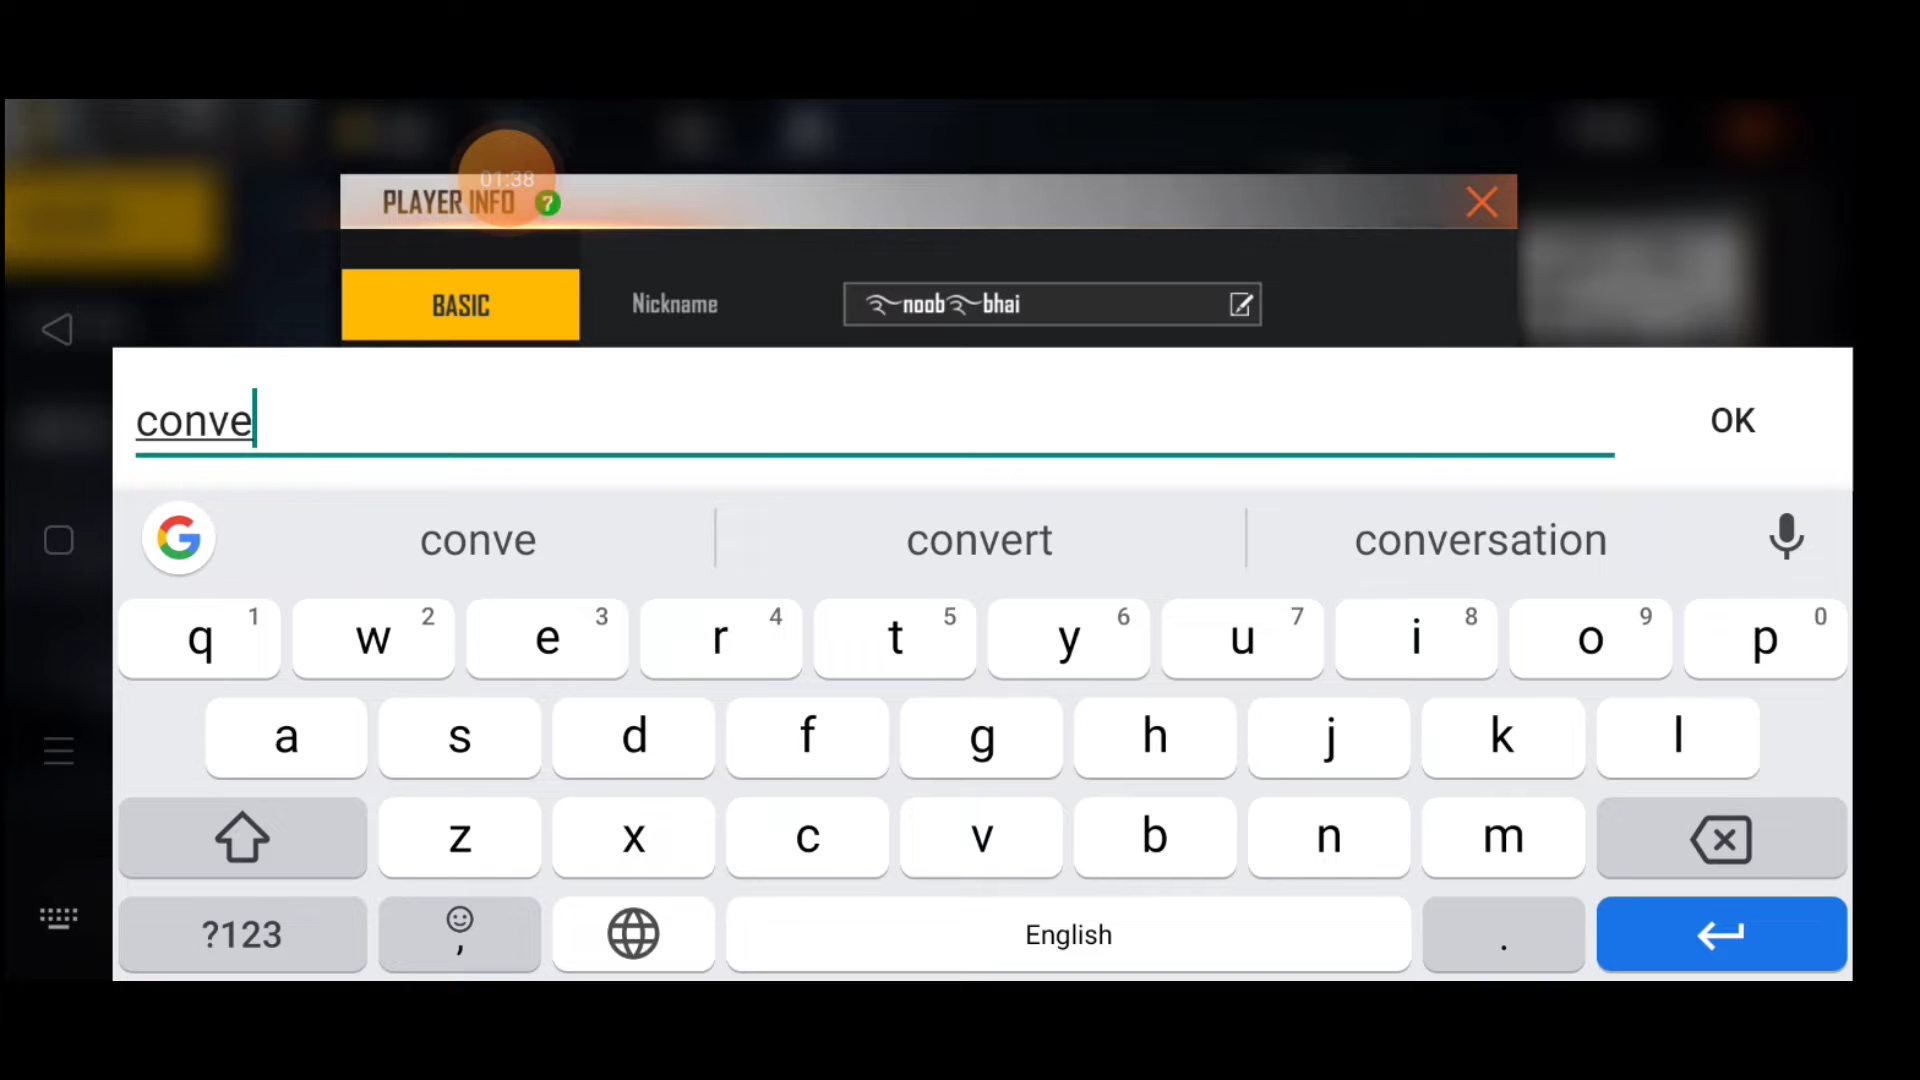 01:38
PLAYER INFO ?
BASIC
Nickname
࿐noob࿐bhai
conve
OK
conve convert conversation
q 1 w 2 e 3 r 4 t 5 y 6 u 7 i 8 o 9 p 0
a s d f g h j k l
z x c v b n m
?123 , English .